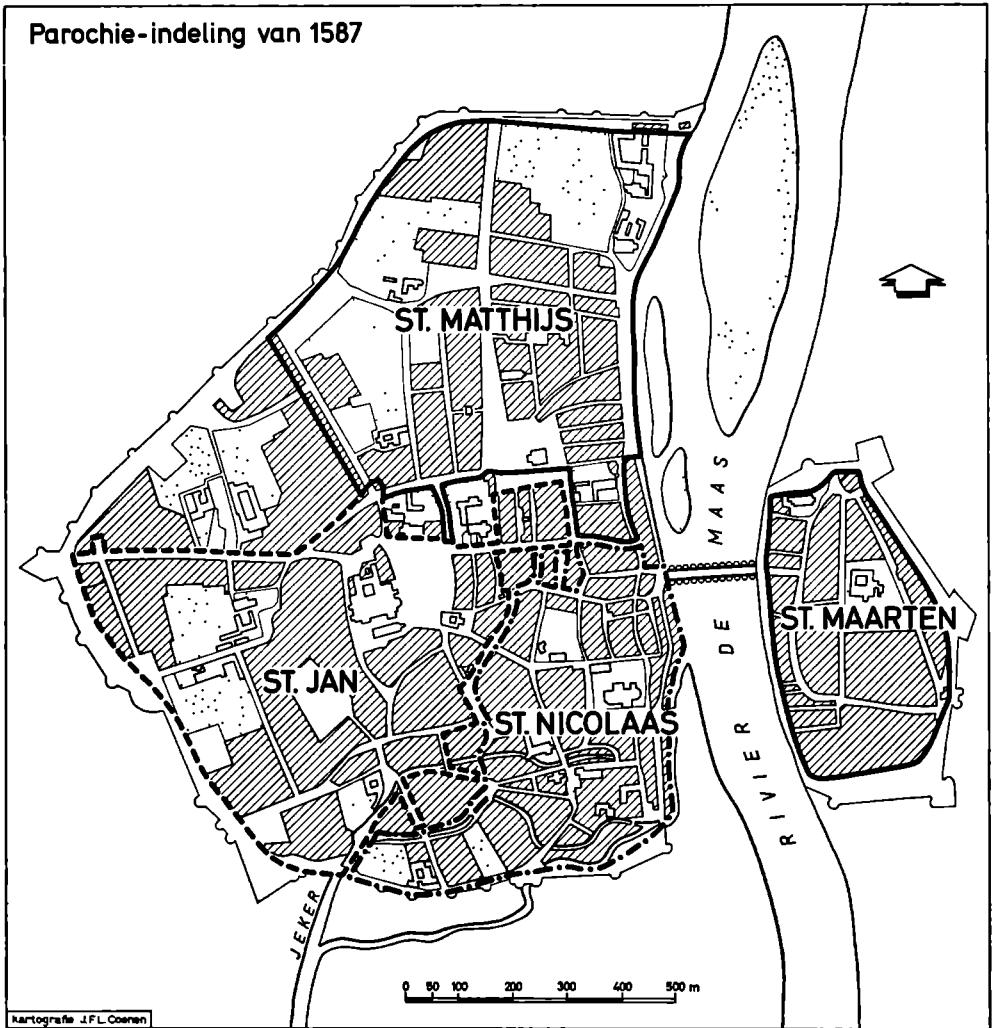 Parochie-indeling van 1587
ST. MATTHIJS
RIVIER DE MAAS
ST. MAARTEN
ST. JAN
ST. NICOLAAS
JEKER
0 50 100 200 300 400 500 m
kartografie J.F.L. Coenen